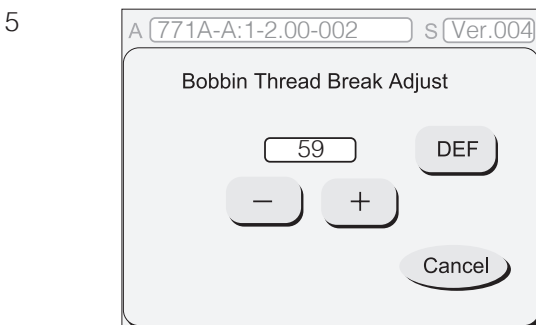 5
A 771A-A:1-2.00-002 S Ver.004
Bobbin Thread Break Adjust
59 DEF
− +
Cancel